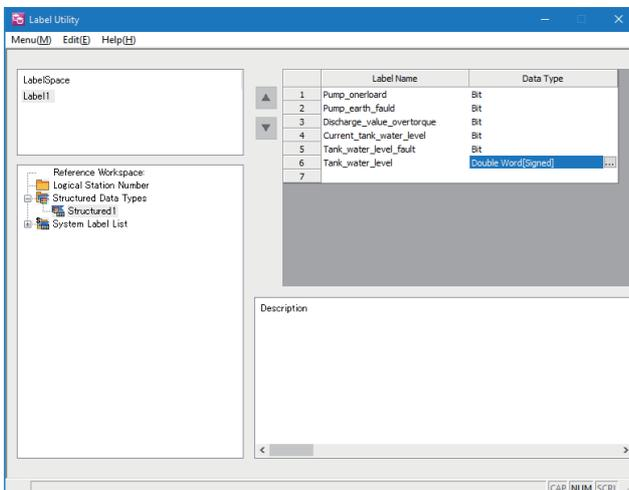 Label Utility
Menu(M) Edit(E) Help(H)
LabelSpace
Label1
Reference Workspace:
Logical Station Number
Structured Data Types
Structured1
System Label List
Label Name Data Type
1 Pump_onerloard Bit
2 Pump_earth_fauld Bit
3 Discharge_value_overtorque Bit
4 Current_tank_water_level Bit
5 Tank_water_level_fault Bit
6 Tank_water_level Double Word[Signed] ...
7
Description
CAP NUM SCRL